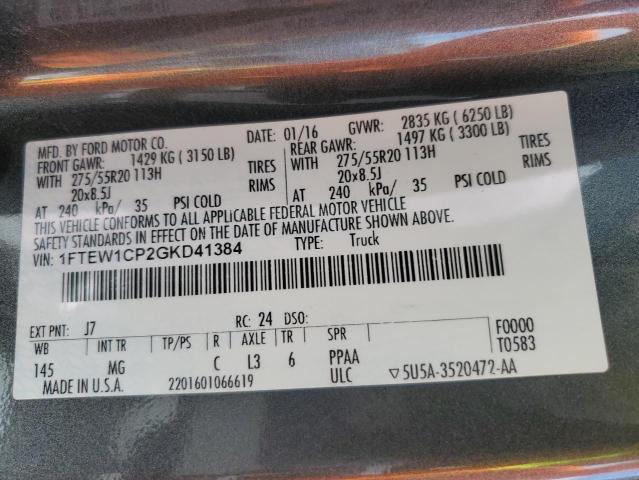 MFD. BY FORD MOTOR CO. DATE: 01/16 GVWR: 2835 KG ( 6250 LB)
FRONT GAWR: 1429 KG ( 3150 LB) REAR GAWR: 1497 KG ( 3300 LB)
WITH 275/55R20 113H TIRES WITH 275/55R20 113H TIRES
20x8.5J RIMS 20x8.5J RIMS
AT 240 kPa/ 35 PSI COLD AT 240 kPa/ 35 PSI COLD
THIS VEHICLE CONFORMS TO ALL APPLICABLE FEDERAL MOTOR VEHICLE
SAFETY STANDARDS IN EFFECT ON THE DATE OF MANUFACTURE SHOWN ABOVE.
VIN: 1FTEW1CP2GKD41384 TYPE: Truck
EXT PNT: J7 RC: 24 DSO: F0000
WB INT TR TP/PS R AXLE TR SPR T0583
145 MG C L3 6 PPAA
MADE IN U.S.A. 2201601066619 ULC ▽5U5A-3520472-AA